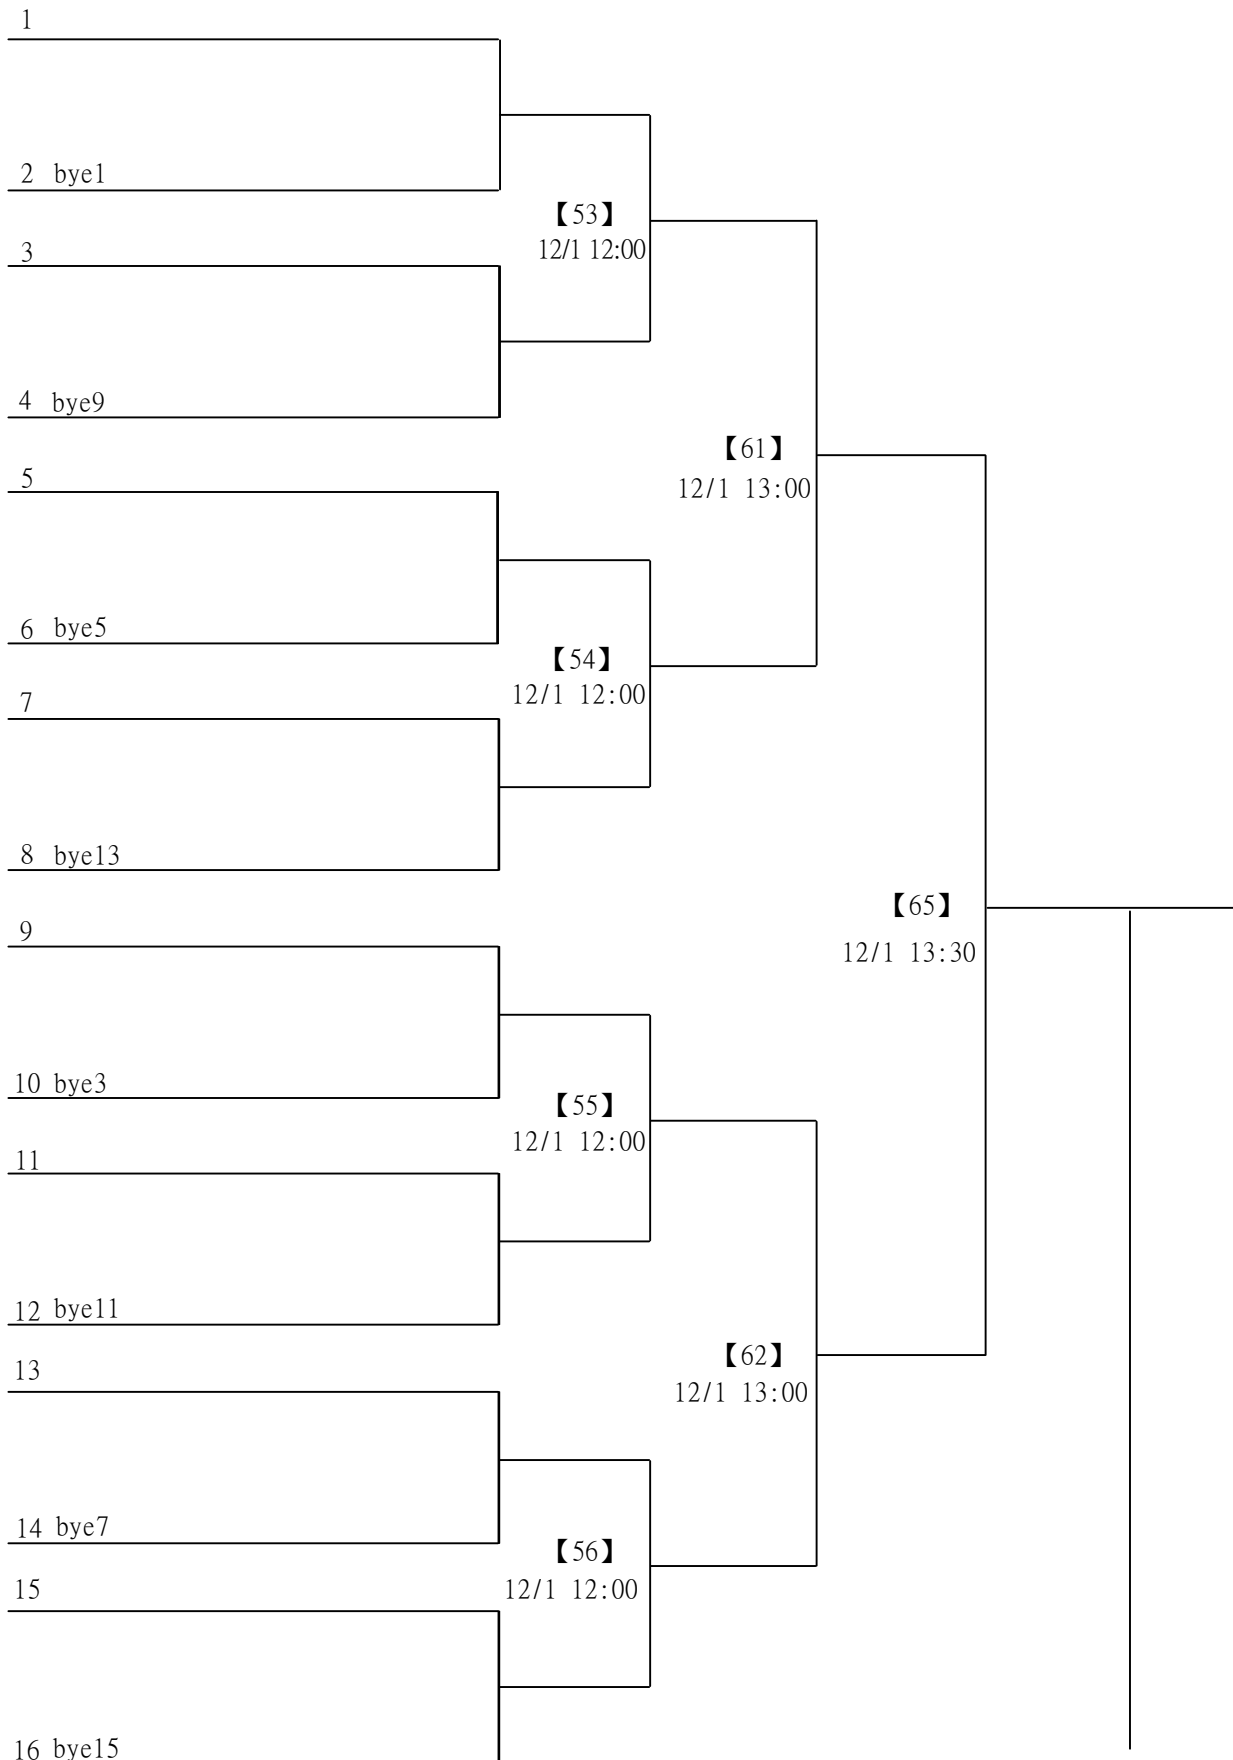 1
2 bye1
【53】
12/1 12:00
3
4 bye9
【61】
12/1 13:00
5
6 bye5
【54】
12/1 12:00
7
8 bye13
【65】
12/1 13:30
9
10 bye3
【55】
12/1 12:00
11
12 bye11
【62】
12/1 13:00
13
14 bye7
【56】
12/1 12:00
15
16 bye15